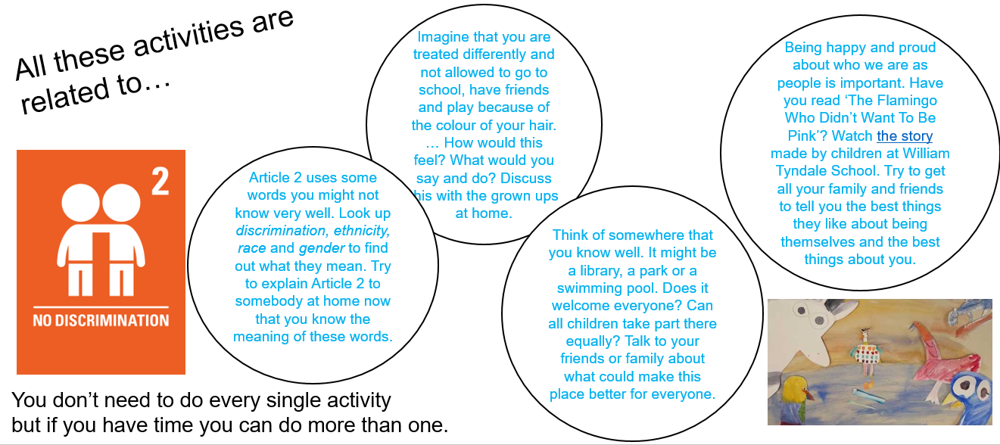 All these activities are
related to…
2
NO DISCRIMINATION
Article 2 uses some
words you might not
know very well. Look up
discrimination, ethnicity,
race and gender to find
out what they mean. Try
to explain Article 2 to
somebody at home now
that you know the
meaning of these words.
Imagine that you are
treated differently and
not allowed to go to
school, have friends
and play because of
the colour of your hair.
… How would this
feel? What would you
say and do? Discuss
his with the grown ups
at home.
Think of somewhere that
you know well. It might be
a library, a park or a
swimming pool. Does it
welcome everyone? Can
all children take part there
equally? Talk to your
friends or family about
what could make this
place better for everyone.
Being happy and proud
about who we are as
people is important. Have
you read ‘The Flamingo
Who Didn’t Want To Be
Pink’? Watch the story
made by children at William
Tyndale School. Try to get
all your family and friends
to tell you the best things
they like about being
themselves and the best
things about you.
You don’t need to do every single activity
but if you have time you can do more than one.